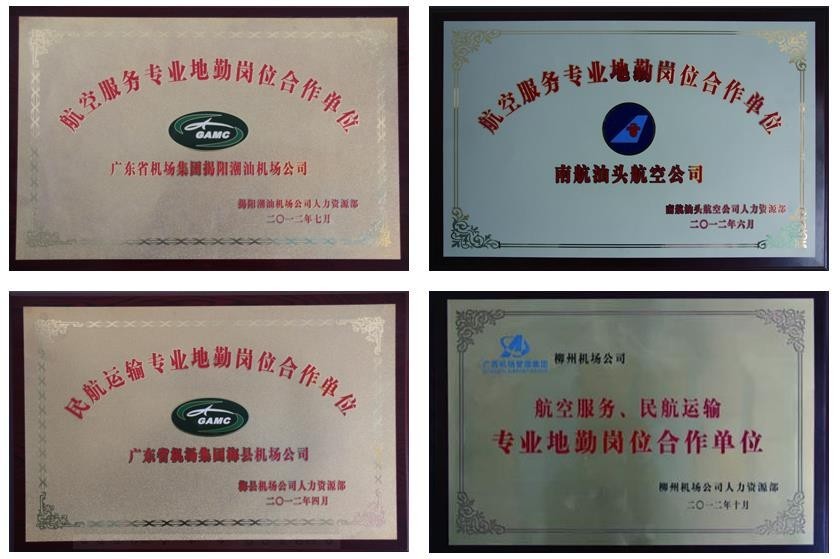 航空服务专业地勤岗位合作单位
GAMC
广东省机场集团揭阳潮汕机场公司
揭阳潮汕机场公司人力资源部
二〇一二年七月
航空服务专业地勤岗位合作单位
南航汕头航空公司
南航汕头航空公司人力资源部
二〇一二年六月
民航运输专业地勤岗位合作单位
GAMC
广东省机场集团梅县机场公司
梅县机场公司人力资源部
二〇一二年四月
广西机场管理集团
柳州机场公司
航空服务、民航运输
专业地勤岗位合作单位
柳州机场公司人力资源部
二〇一二年十月